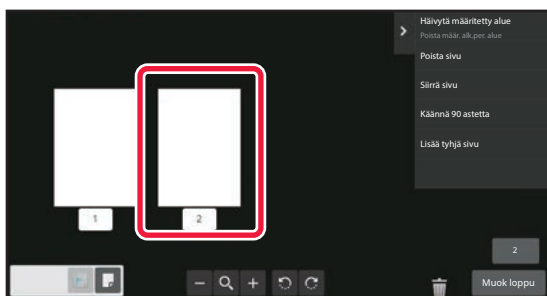 Häivytä määritetty alue
Poista määr. alk.per. alue
Poista sivu
Siirrä sivu
Käännä 90 astetta
Lisää tyhjä sivu
1
2
2
Muok loppu